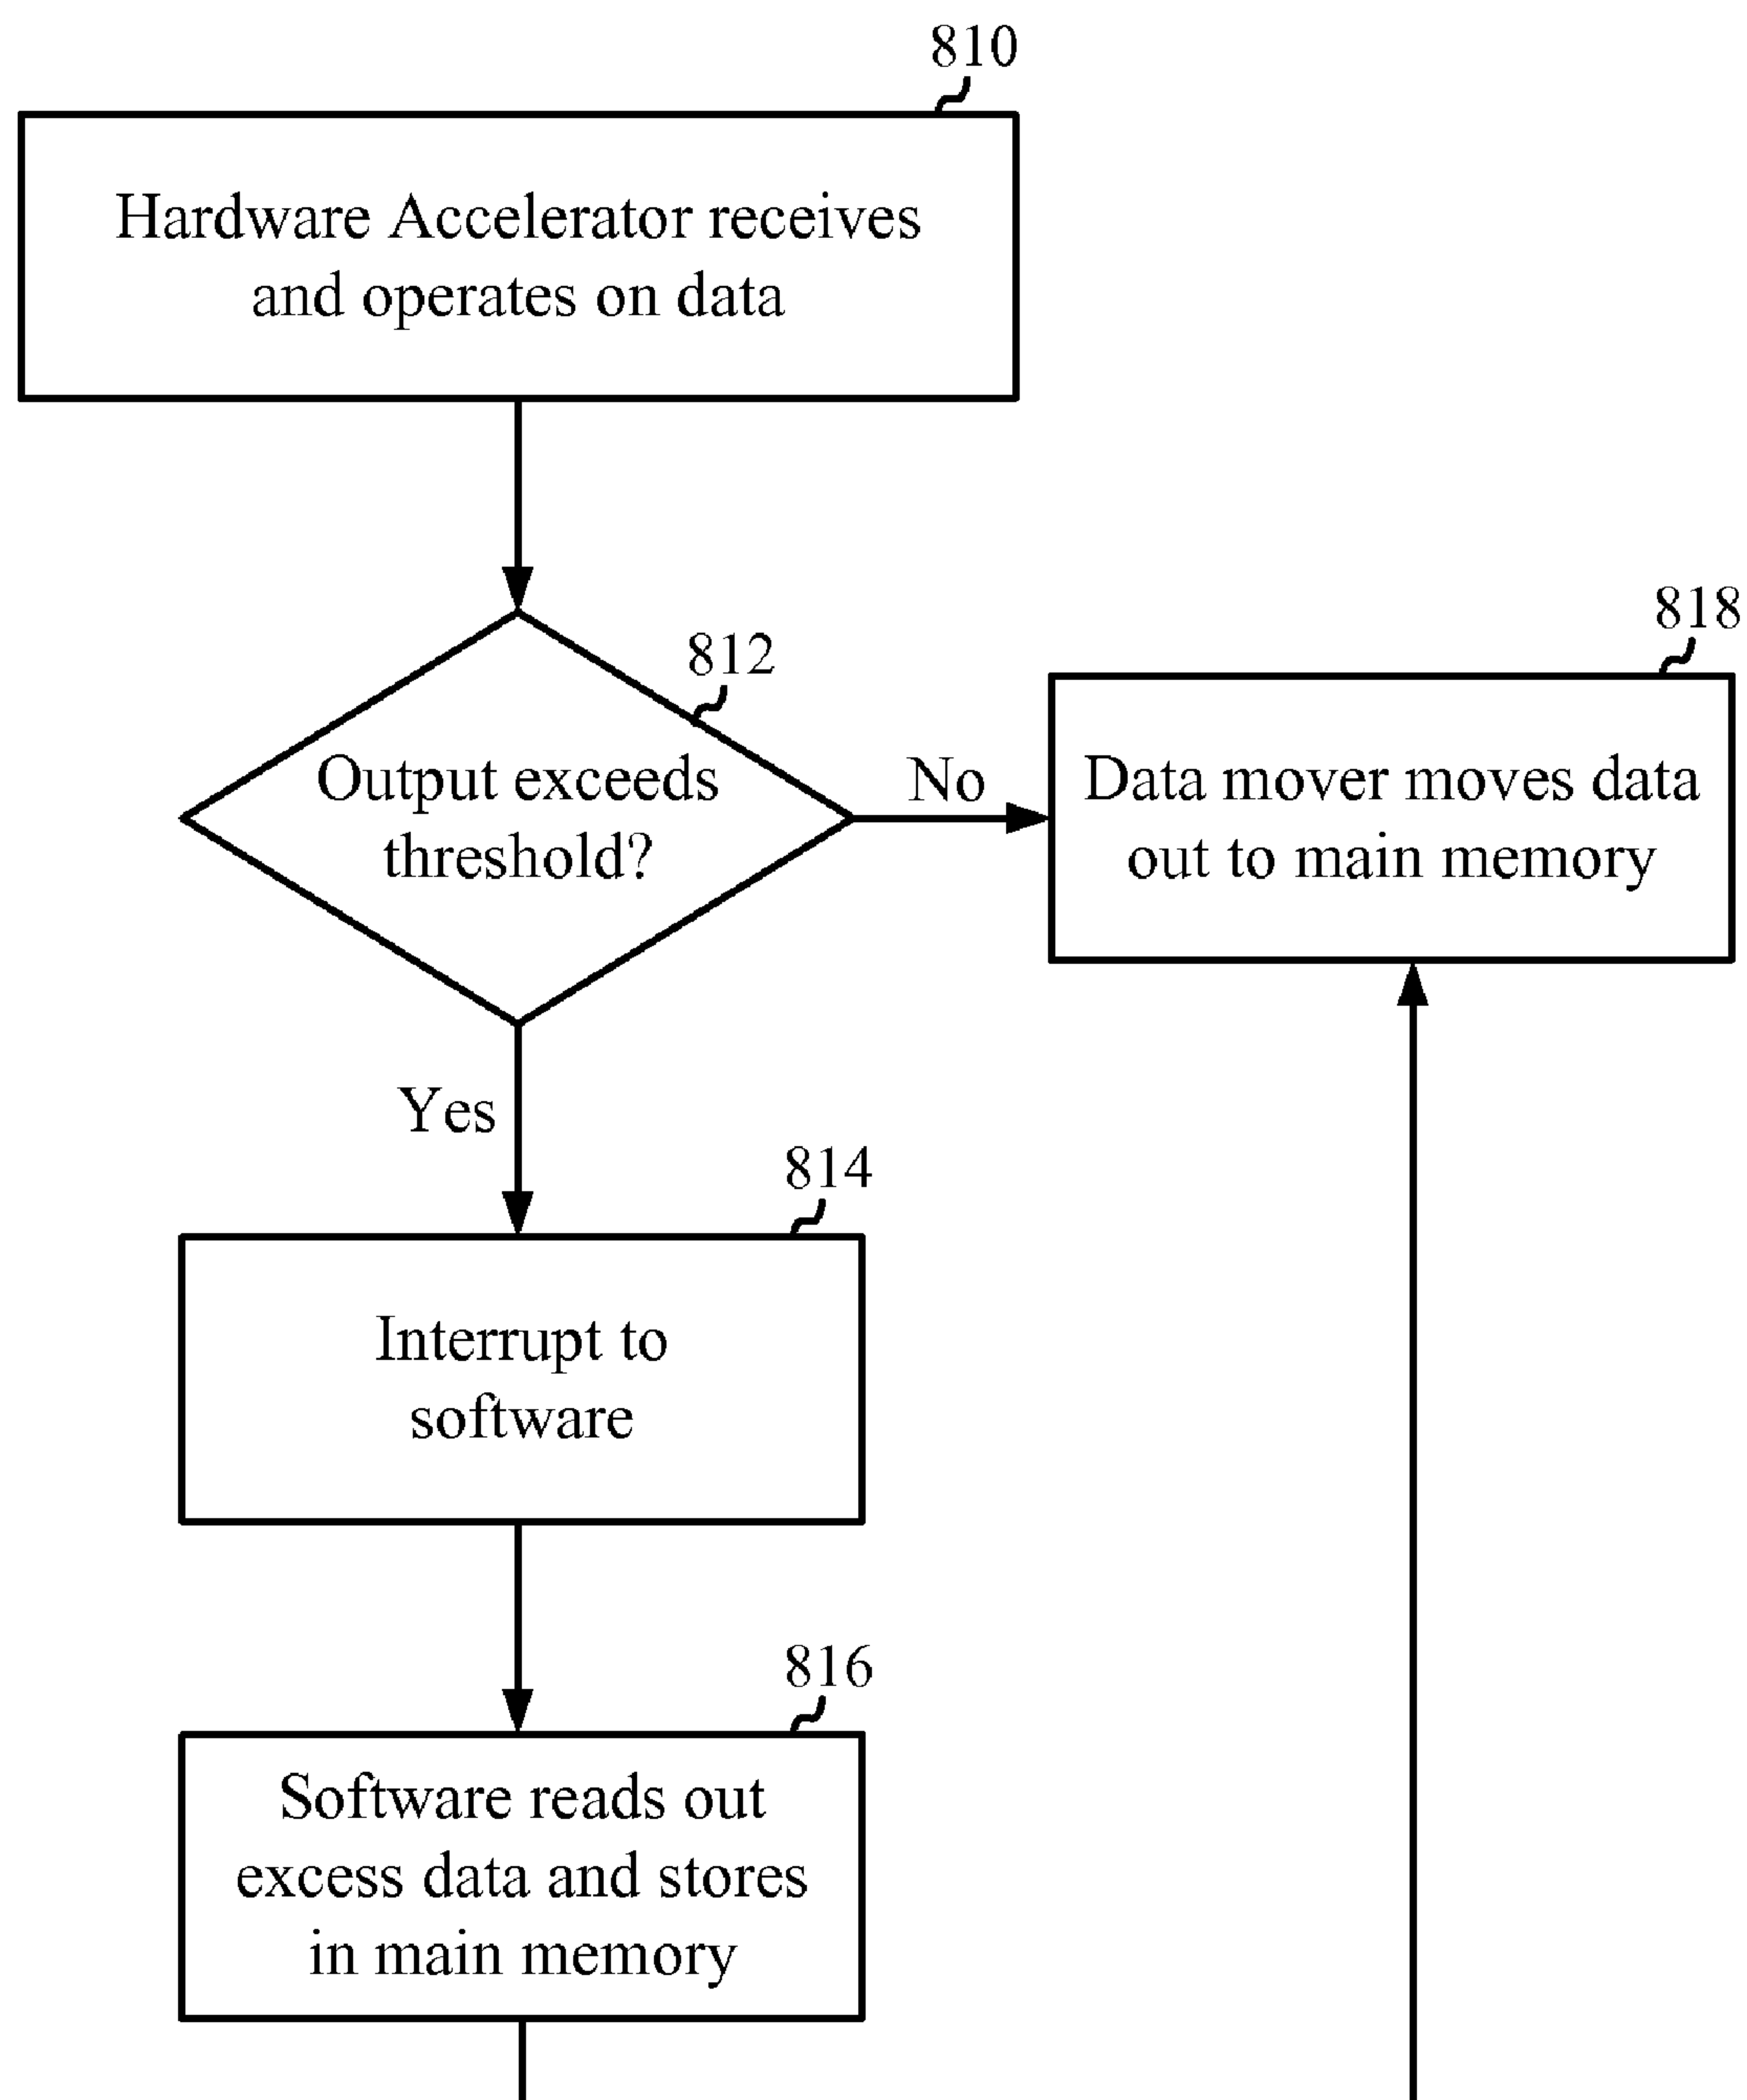 810
Hardware Accelerator receives
and operates on data
812
Output exceeds
threshold?
No
818
Data mover moves data
out to main memory
Yes
814
Interrupt to
software
816
Software reads out
excess data and stores
in main memory